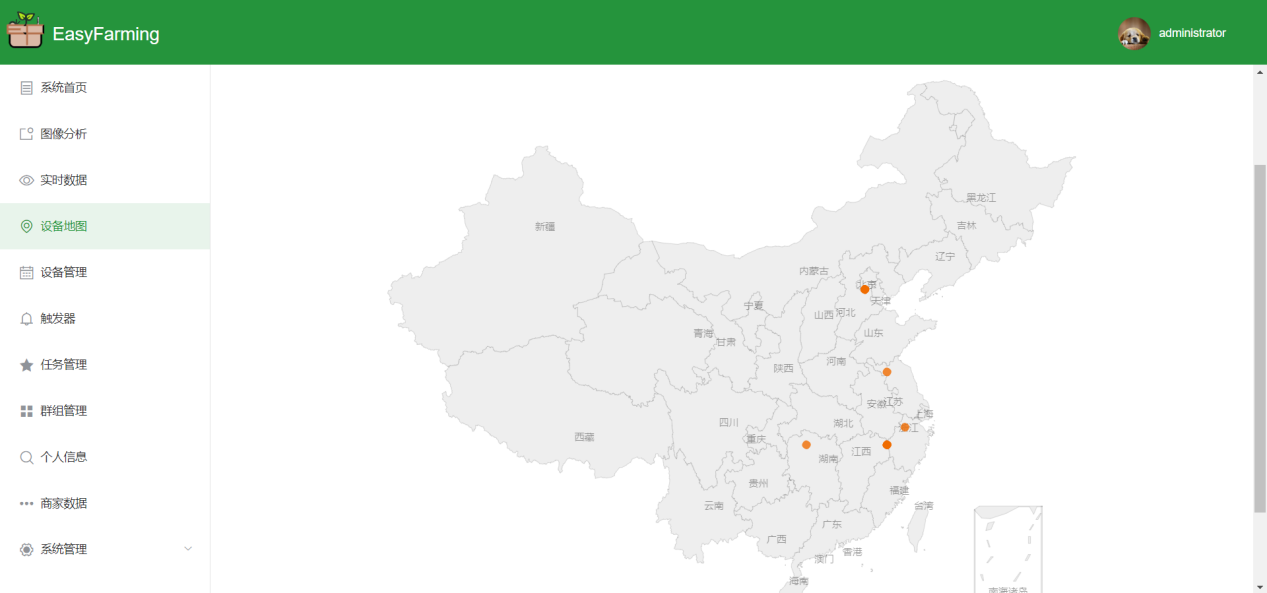 EasyFarming
administrator
系统首页
图像分析
实时数据
设备地图
设备管理
触发器
任务管理
群组管理
个人信息
商家数据
系统管理
黑龙江
吉林
新疆
辽宁
内蒙古
北京
天津
宁夏
山西
河北
青海
甘肃
山东
河南
陕西
安徽
江苏
上海
四川
湖北
浙江
西藏
重庆
江西
湖南
贵州
福建
云南
台湾
广东
广西
香港
澳门
海南
南海诸岛